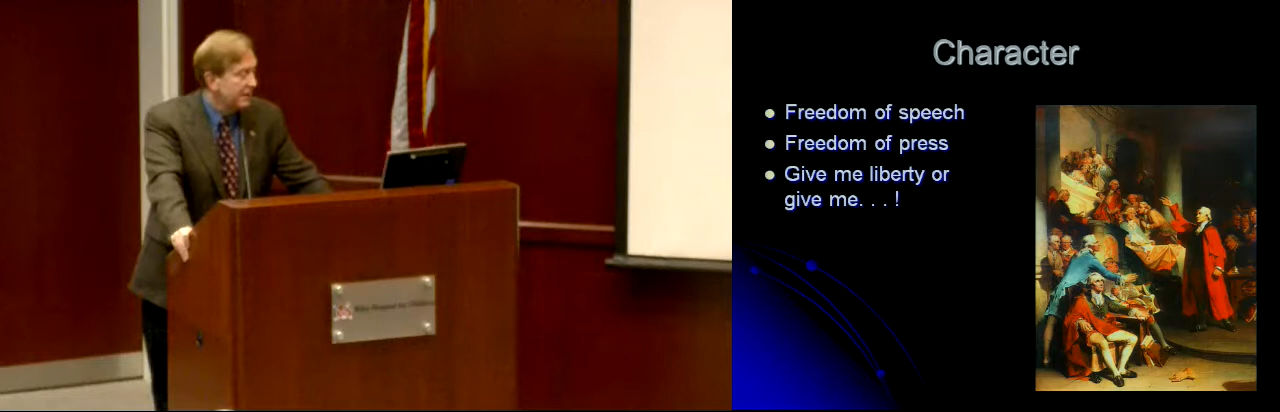 Character
Freedom of speech
Freedom of press
Give me liberty or
give me. . . !